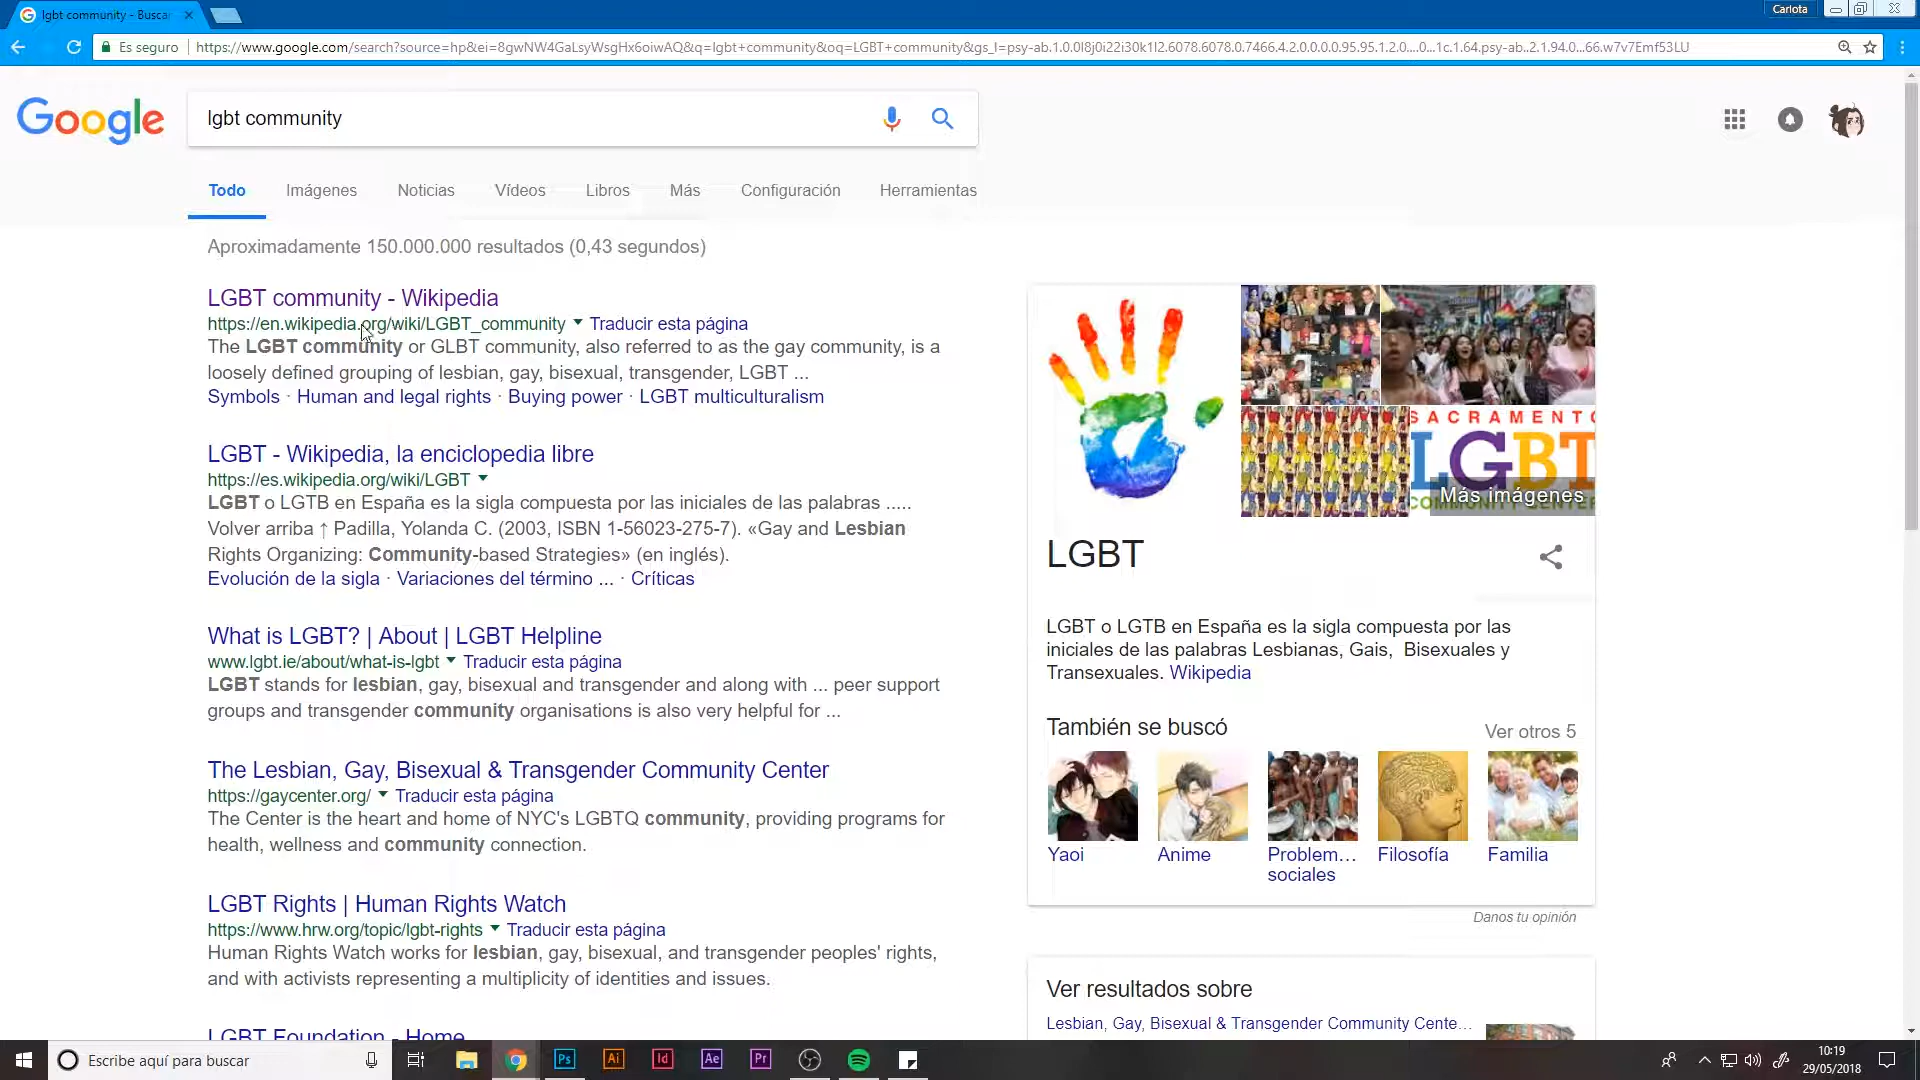 lgbt community - Busca
Carlota
Es seguro
https://www.google.com/search?source=hp&ei=8gwNW4GaLsyWsgHx6oiwAQ&q=lgbt+community&oq=LGBT+community&gs_l=psy-ab.1.0.0l8j0i22i30k1l2.6078.6078.0.7466.4.2.0.0.0.0.95.95.1.2.0....0...1c.1.64.psy-ab..2.1.94.0...66.w7v7Emf53LU
Google
lgbt community
Todo Imágenes Noticias Vídeos Libros Más Configuración Herramientas
Aproximadamente 150.000.000 resultados (0,43 segundos)
LGBT community - Wikipedia
https://en.wikipedia.org/wiki/LGBT_community Traducir esta página
The LGBT community or GLBT community, also referred to as the gay community, is a
loosely defined grouping of lesbian, gay, bisexual, transgender, LGBT ...
Symbols · Human and legal rights · Buying power · LGBT multiculturalism
LGBT - Wikipedia, la enciclopedia libre
https://es.wikipedia.org/wiki/LGBT
LGBT o LGTB en España es la sigla compuesta por las iniciales de las palabras .....
Volver arriba ↑ Padilla, Yolanda C. (2003, ISBN 1-56023-275-7). «Gay and Lesbian
Rights Organizing: Community-based Strategies» (en inglés).
Evolución de la sigla · Variaciones del término ... · Críticas
What is LGBT? | About | LGBT Helpline
www.lgbt.ie/about/what-is-lgbt Traducir esta página
LGBT stands for lesbian, gay, bisexual and transgender and along with ... peer support
groups and transgender community organisations is also very helpful for ...
The Lesbian, Gay, Bisexual & Transgender Community Center
https://gaycenter.org/ Traducir esta página
The Center is the heart and home of NYC's LGBTQ community, providing programs for
health, wellness and community connection.
LGBT Rights | Human Rights Watch
https://www.hrw.org/topic/lgbt-rights Traducir esta página
Human Rights Watch works for lesbian, gay, bisexual, and transgender peoples' rights,
and with activists representing a multiplicity of identities and issues.
LGBT Foundation - Home
SACRAMENTO
LGBT
COMMUNITY CENTER
Más imágenes
LGBT
LGBT o LGTB en España es la sigla compuesta por las
iniciales de las palabras Lesbianas, Gais, Bisexuales y
Transexuales. Wikipedia
También se buscó
Ver otros 5
Yaoi
Anime
Problem...
sociales
Filosofía
Familia
Danos tu opinión
Ver resultados sobre
Lesbian, Gay, Bisexual & Transgender Community Cente...
Escribe aquí para buscar
Ps
Ai
Id
Ae
Pr
10:19
29/05/2018